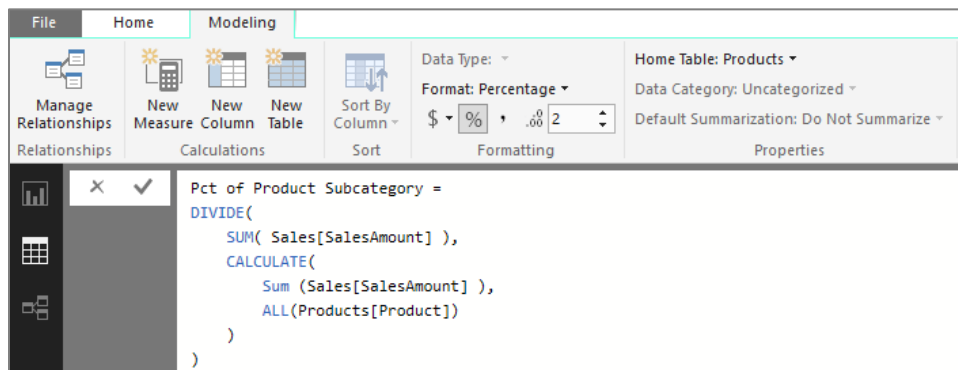 File Home Modeling
Data Type:
Home Table: Products
Format: Percentage
Data Category: Uncategorized
Manage Relationships
New Measure
New Column
New Table
Sort By Column
$ % , .00 2
Default Summarization: Do Not Summarize
Relationships Calculations Sort Formatting Properties
Pct of Product Subcategory =
DIVIDE(
SUM( Sales[SalesAmount] ),
CALCULATE(
Sum (Sales[SalesAmount] ),
ALL(Products[Product])
)
)